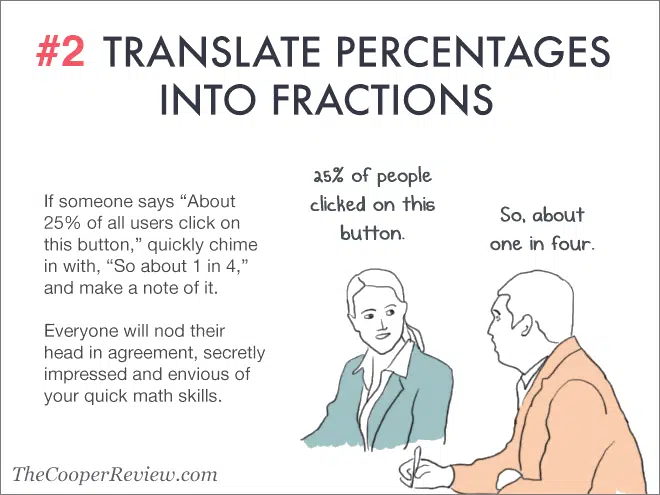 #2 TRANSLATE PERCENTAGES
INTO FRACTIONS
If someone says “About
25% of all users click on
this button,” quickly chime
in with, “So about 1 in 4,”
and make a note of it.
Everyone will nod their
head in agreement, secretly
impressed and envious of
your quick math skills.
25% of people
clicked on this
button.
So, about
one in four.
TheCooperReview.com